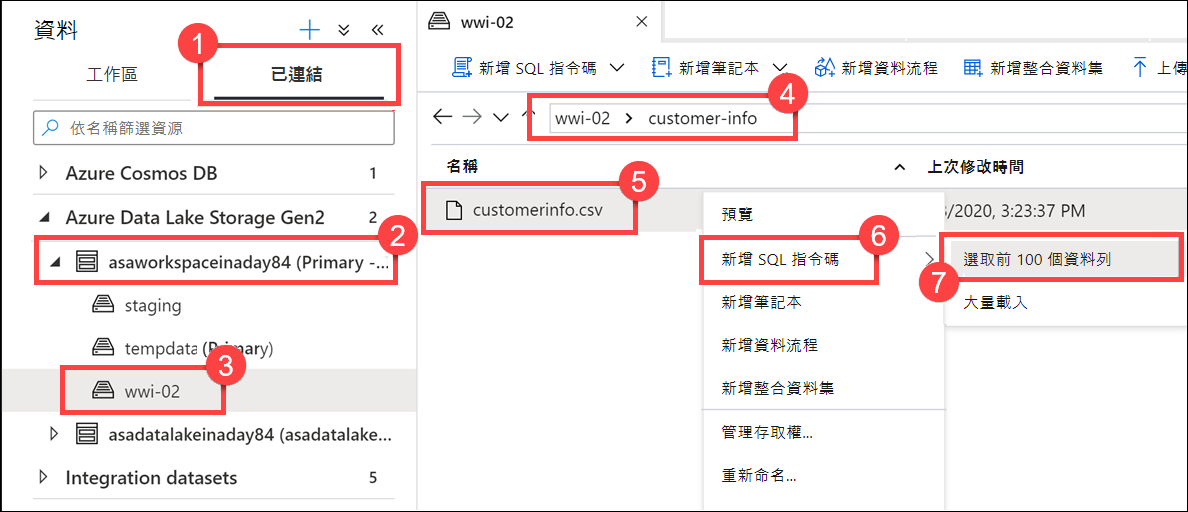 資料
1
工作區
已連結
依名稱篩選資源
Azure Cosmos DB
1
Azure Data Lake Storage Gen2
2
2
asaworkspaceinaday84 (Primary -...
staging
tempdata (Primary)
3
wwi-02
asadatalakeinaday84 (asadatalake...
Integration datasets
5
wwi-02
新增 SQL 指令碼
新增筆記本
新增資料流程
新增整合資料集
上傳
4
wwi-02
customer-info
名稱
上次修改時間
5
customerinfo.csv
/2020, 3:23:37 PM
預覽
6
新增 SQL 指令碼
新增筆記本
新增資料流程
新增整合資料集
管理存取權...
重新命名...
7
選取前 100 個資料列
大量載入